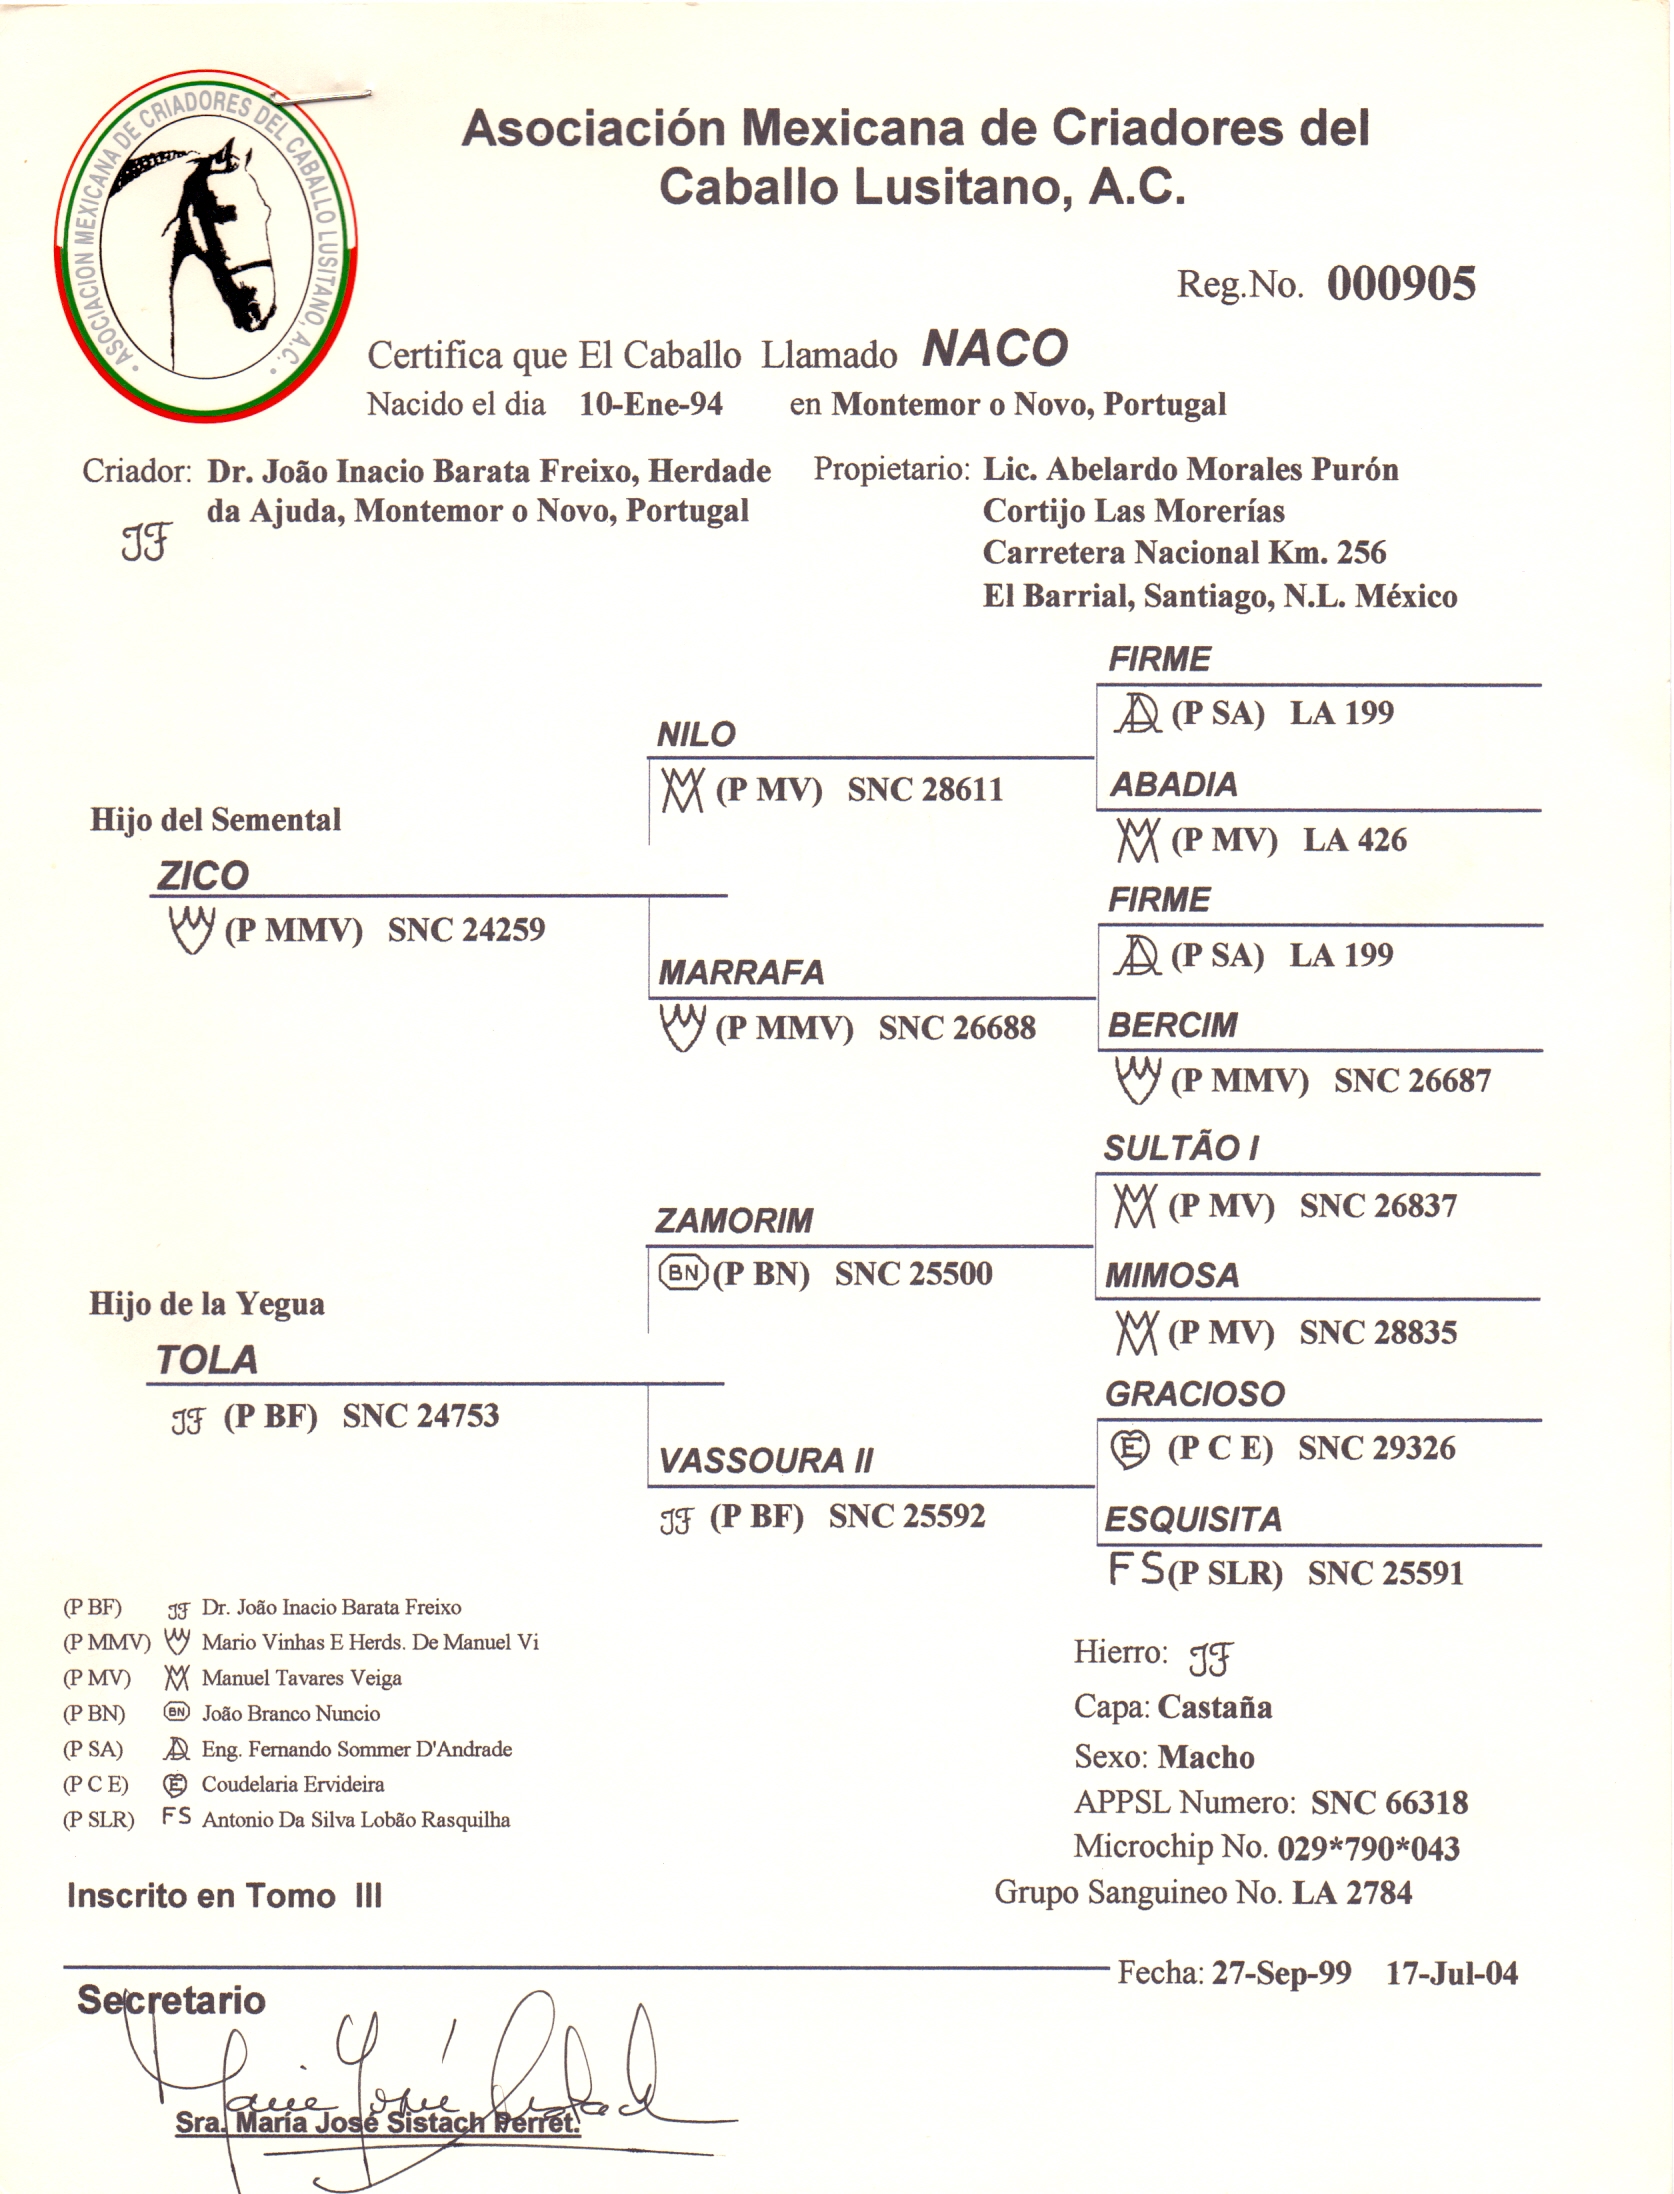 ASOCIACION MEXICANA DE CRIADORES DEL CABALLO LUSITANO, A.C.
Asociación Mexicana de Criadores del
Caballo Lusitano, A.C.
Reg.No. 000905
Certifica que El Caballo Llamado NACO
Nacido el dia 10-Ene-94 en Montemor o Novo, Portugal
Criador: Dr. João Inacio Barata Freixo, Herdade
da Ajuda, Montemor o Novo, Portugal
JF
Propietario: Lic. Abelardo Morales Purón
Cortijo Las Morerías
Carretera Nacional Km. 256
El Barrial, Santiago, N.L. México
FIRME
(P SA) LA 199
NILO
(P MV) SNC 28611
ABADIA
(P MV) LA 426
Hijo del Semental
ZICO
(P MMV) SNC 24259
FIRME
(P SA) LA 199
MARRAFA
(P MMV) SNC 26688
BERCIM
(P MMV) SNC 26687
SULTÃO I
(P MV) SNC 26837
ZAMORIM
BN (P BN) SNC 25500
MIMOSA
(P MV) SNC 28835
Hijo de la Yegua
TOLA
JF (P BF) SNC 24753
GRACIOSO
E (P C E) SNC 29326
VASSOURA II
JF (P BF) SNC 25592
ESQUISITA
FS (P SLR) SNC 25591
(P BF) JF Dr. João Inacio Barata Freixo
(P MMV) Mario Vinhas E Herds. De Manuel Vi
(P MV) Manuel Tavares Veiga
(P BN) BN João Branco Nuncio
(P SA) Eng. Fernando Sommer D'Andrade
(P C E) E Coudelaria Ervideira
(P SLR) FS Antonio Da Silva Lobão Rasquilha
Hierro: JF
Capa: Castaña
Sexo: Macho
APPSL Numero: SNC 66318
Microchip No. 029*790*043
Grupo Sanguineo No. LA 2784
Inscrito en Tomo III
Fecha: 27-Sep-99 17-Jul-04
Secretario
Sra. María José Sistach Perret.